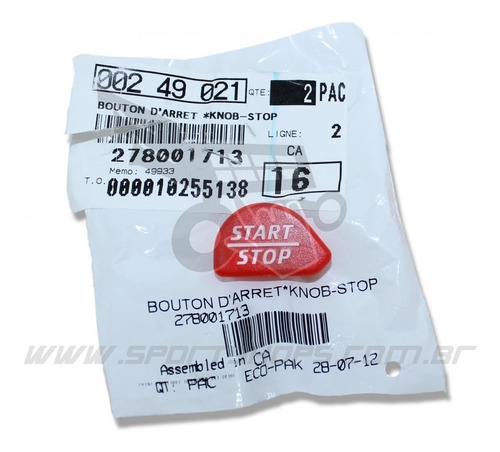 002 49 021 QTE: 2 PAC
BOUTON D'ARRET *KNOB-STOP
LIGNE: 2
278001713 CA
Memo: 49933
T.O. 000010255138 16
START
STOP
BOUTON D'ARRET*KNOB-STOP
278001713
Assembled in CA
QT: PAC ECO-PAK 28-07-12